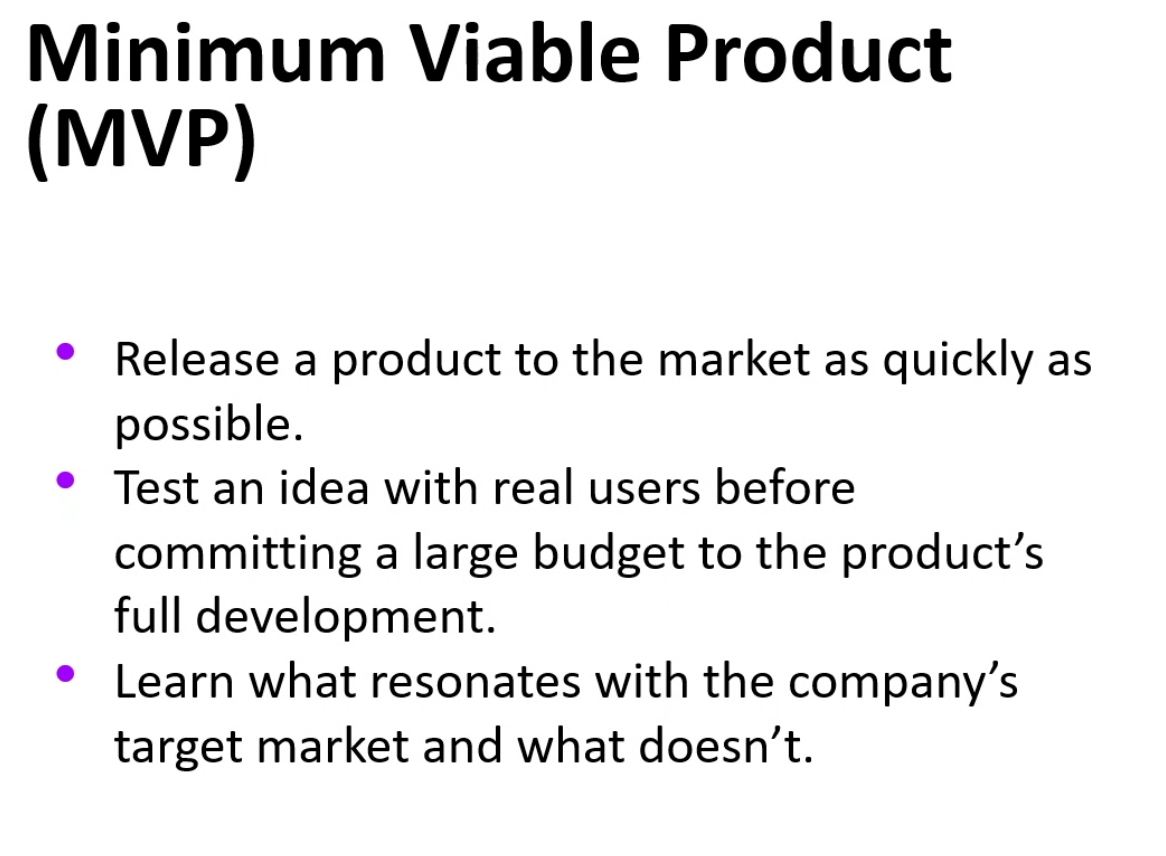 Minimum Viable Product
(MVP)
• Release a product to the market as quickly as
possible.
• Test an idea with real users before
committing a large budget to the product’s
full development.
• Learn what resonates with the company’s
target market and what doesn’t.